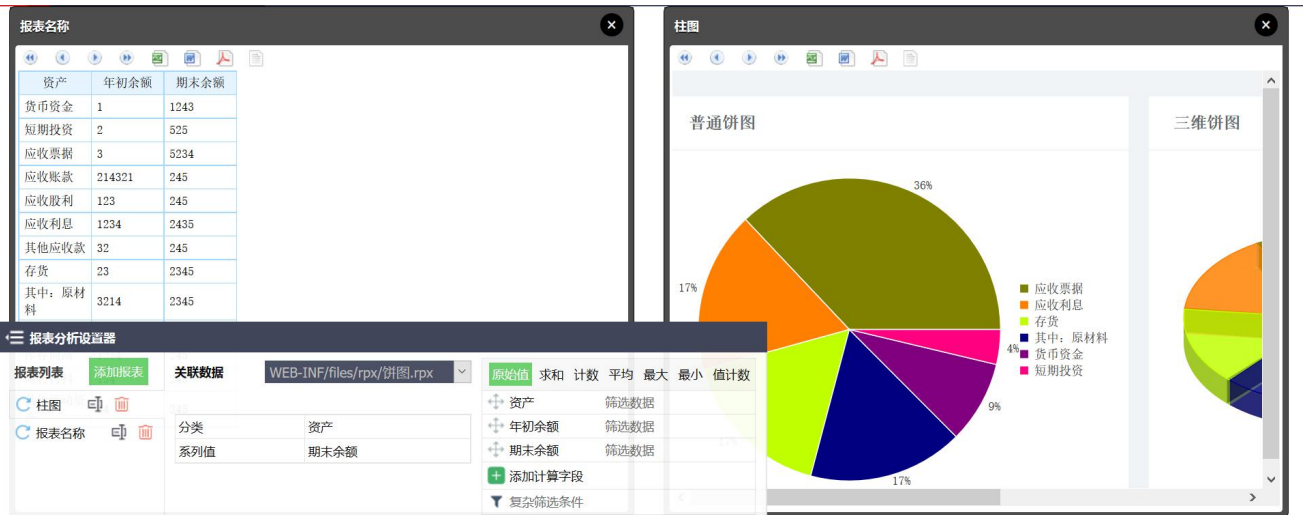 报表名称
资产 年初余额 期末余额
货币资金 1 1243
短期投资 2 525
应收票据 3 5234
应收账款 214321 245
应收股利 123 245
应收利息 1234 2435
其他应收款 32 245
存货 23 2345
其中: 原材料 3214 2345
柱图
普通饼图
三维饼图
36%
17%
4%
9%
17%
应收票据
应收利息
存货
其中: 原材料
货币资金
短期投资
报表分析设置器
报表列表 添加报表
柱图
报表名称
关联数据 WEB-INF/files/rpx/饼图.rpx
分类 资产
系列值 期末余额
原始值 求和 计数 平均 最大 最小 值计数
资产 筛选数据
年初余额 筛选数据
期末余额 筛选数据
添加计算字段
复杂筛选条件